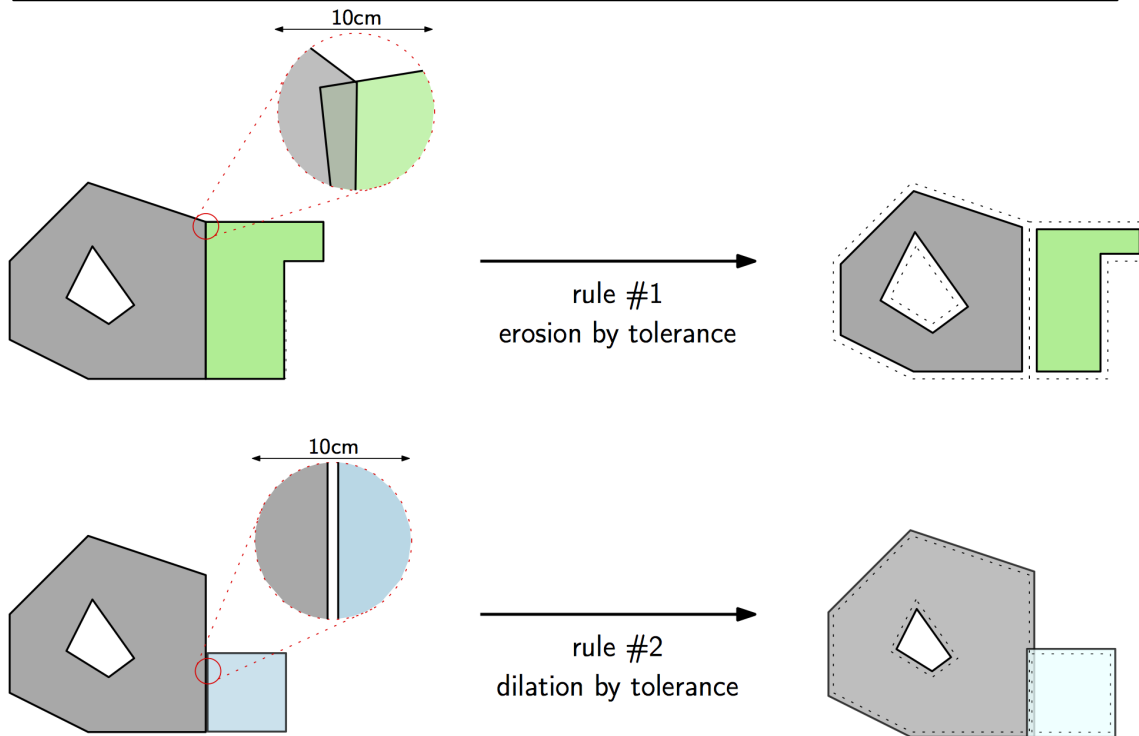 10cm
rule #1
erosion by tolerance
10cm
rule #2
dilation by tolerance